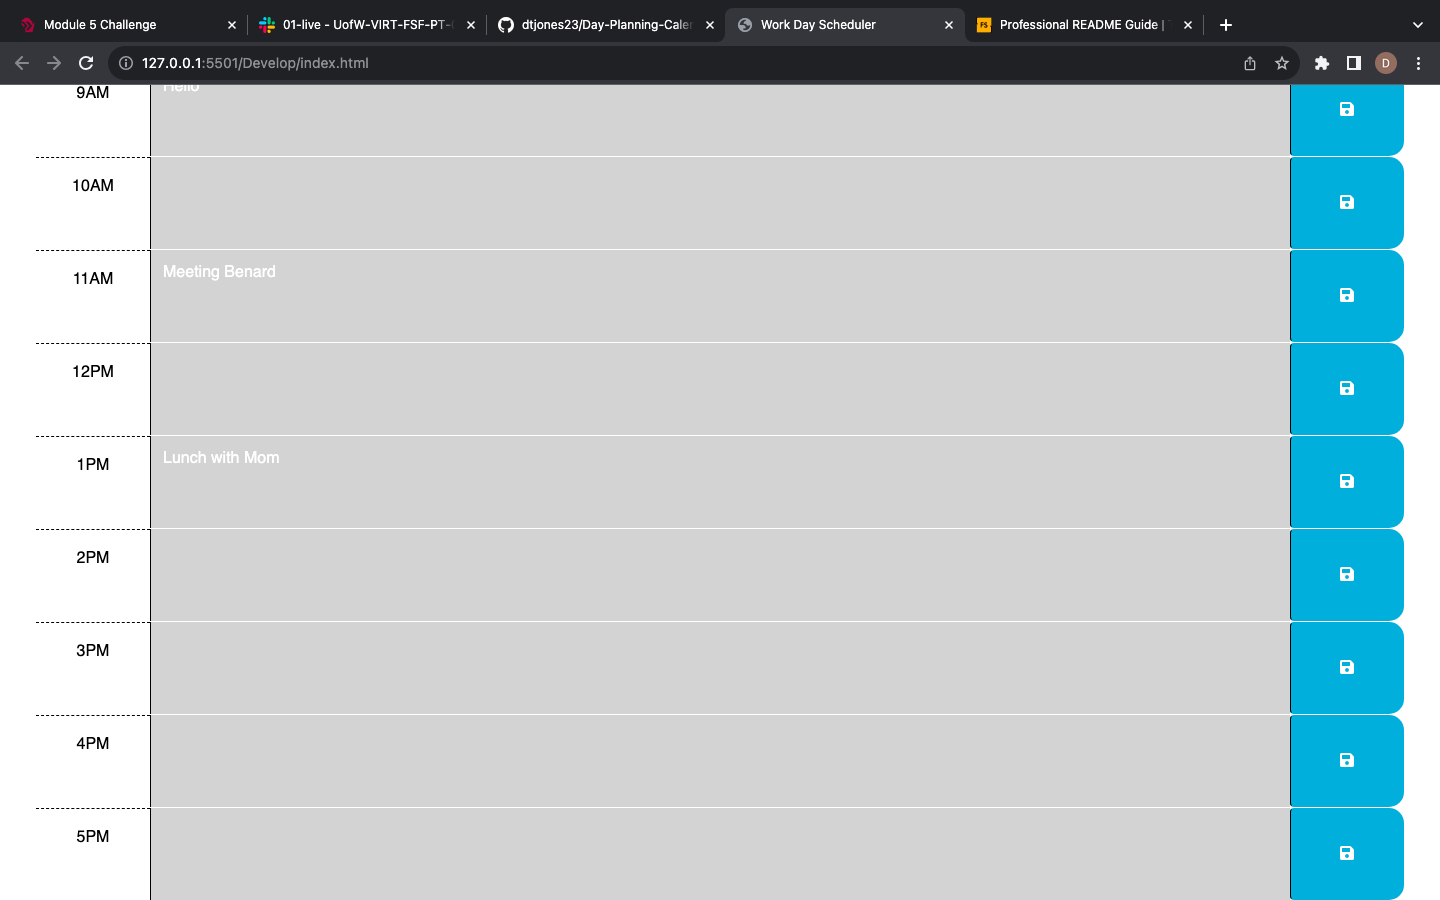 Module 5 Challenge
01-live - UofW-VIRT-FSF-PT-
dtjones23/Day-Planning-Caler
Work Day Scheduler
Professional README Guide |
127.0.0.1:5501/Develop/index.html
D
9AM
Hello
10AM
11AM
Meeting Benard
12PM
1PM
Lunch with Mom
2PM
3PM
4PM
5PM